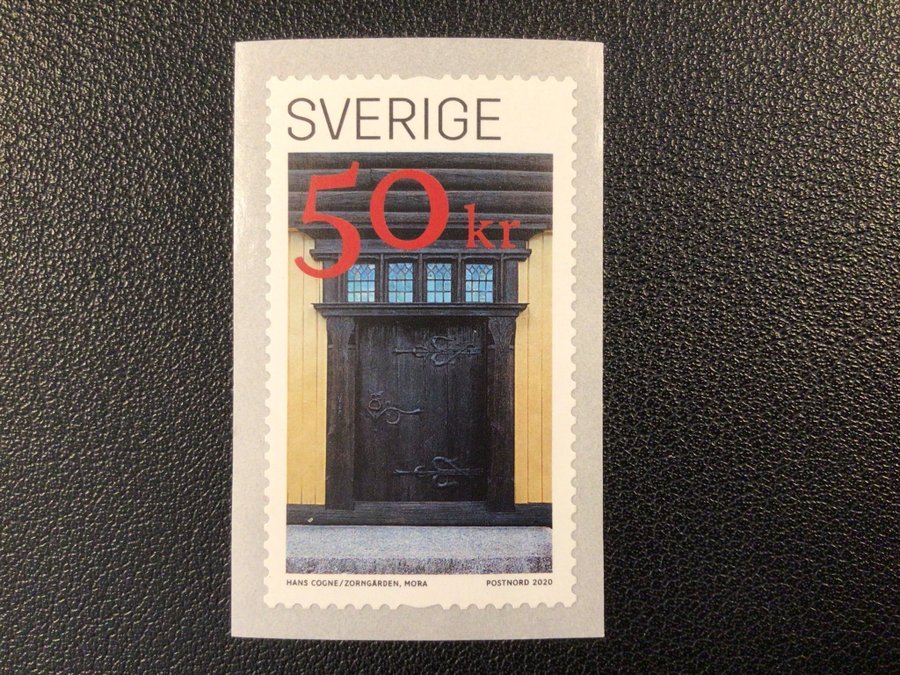 SVERIGE
50 kr
HANS COGNE/ZORNGÅRDEN, MORA POSTNORD 2020